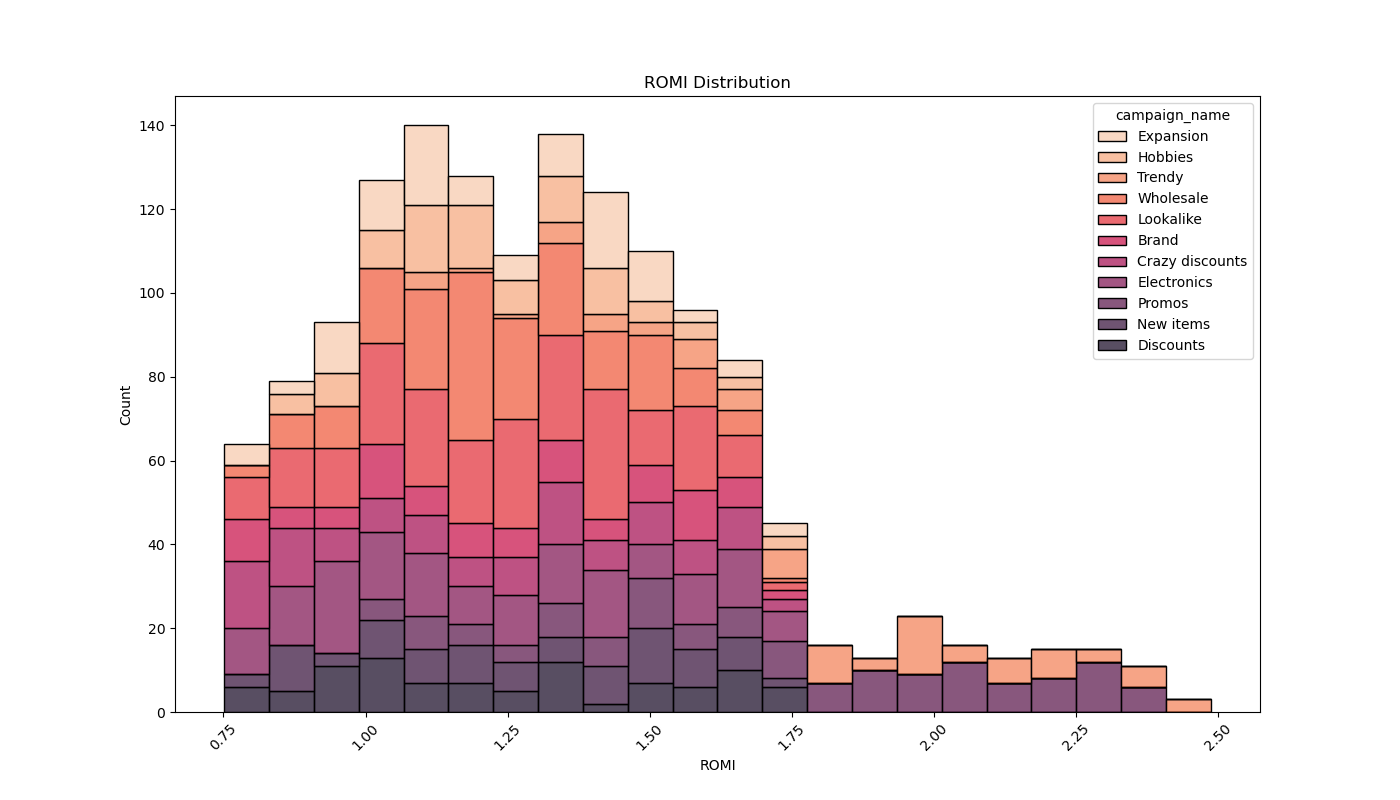 ROMI Distribution
campaign_name
Expansion
Hobbies
Trendy
Wholesale
Lookalike
Brand
Crazy discounts
Electronics
Promos
New items
Discounts
140
120
100
80
60
40
20
0
Count
0.75
1.00
1.25
1.50
1.75
2.00
2.25
2.50
ROMI